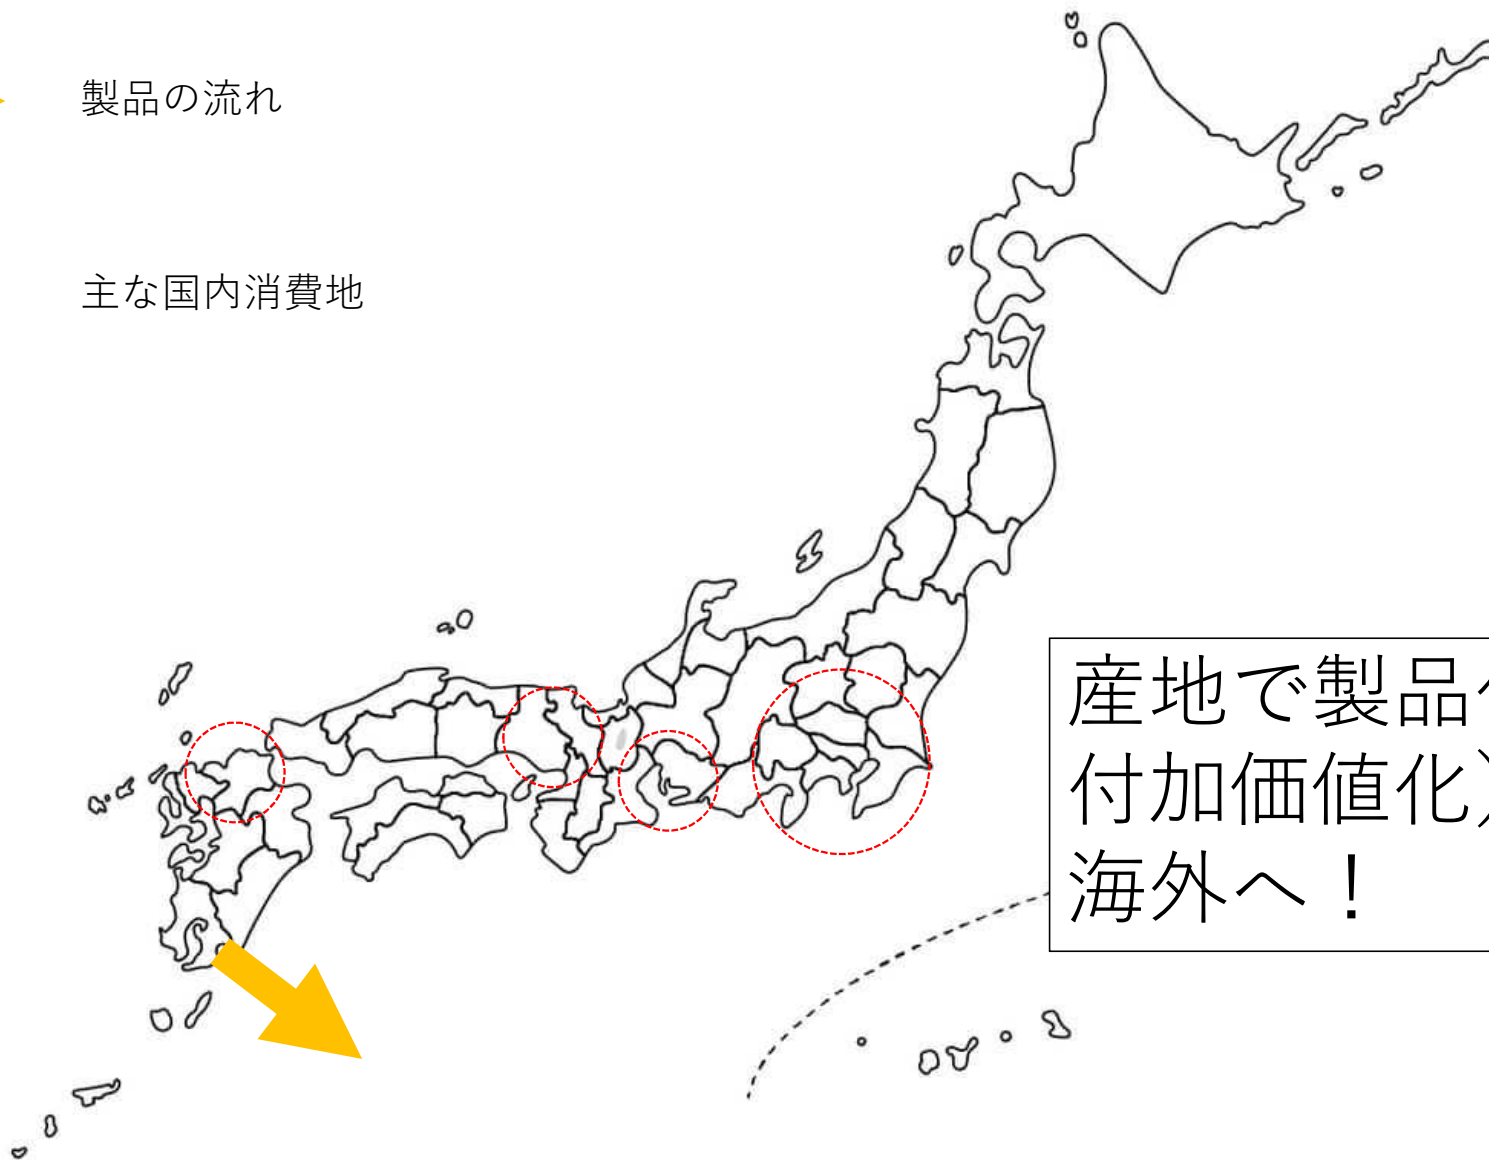 製品の流れ
主な国内消費地
産地で製品
付加価値化）
海外へ！